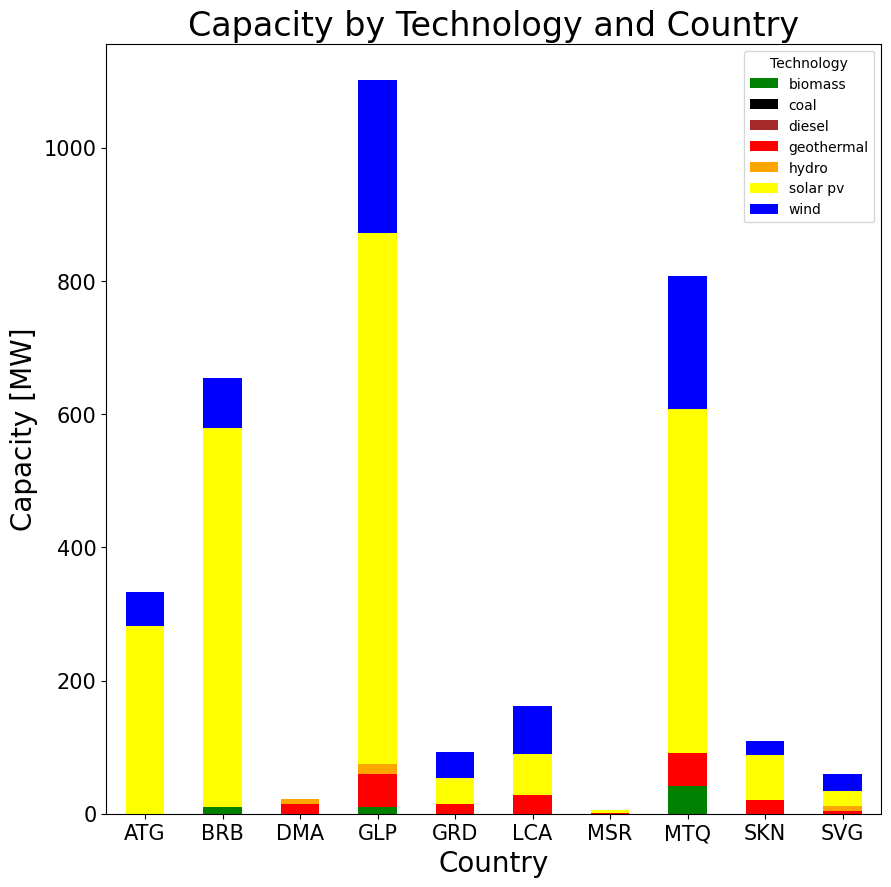 Capacity by Technology and Country
Technology
biomass
coal
diesel
geothermal
hydro
solar pv
wind
Capacity [MW]
1000
800
600
400
200
0
ATG BRB DMA GLP GRD LCA MSR MTQ SKN SVG
Country